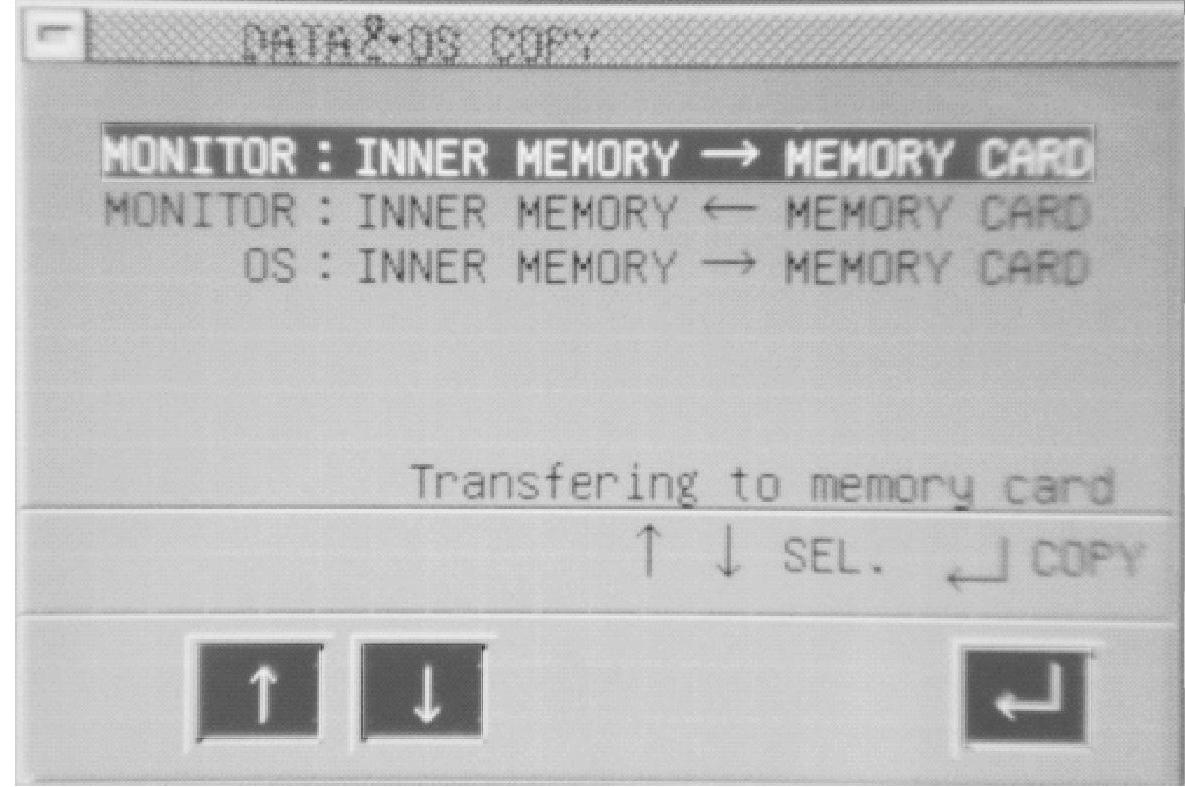 DATA&OS COPY
MONITOR : INNER MEMORY → MEMORY CARD
MONITOR : INNER MEMORY ← MEMORY CARD
OS : INNER MEMORY → MEMORY CARD
Transfering to memory card
↑ ↓ SEL. ↵ COPY
↑ ↓ ↵